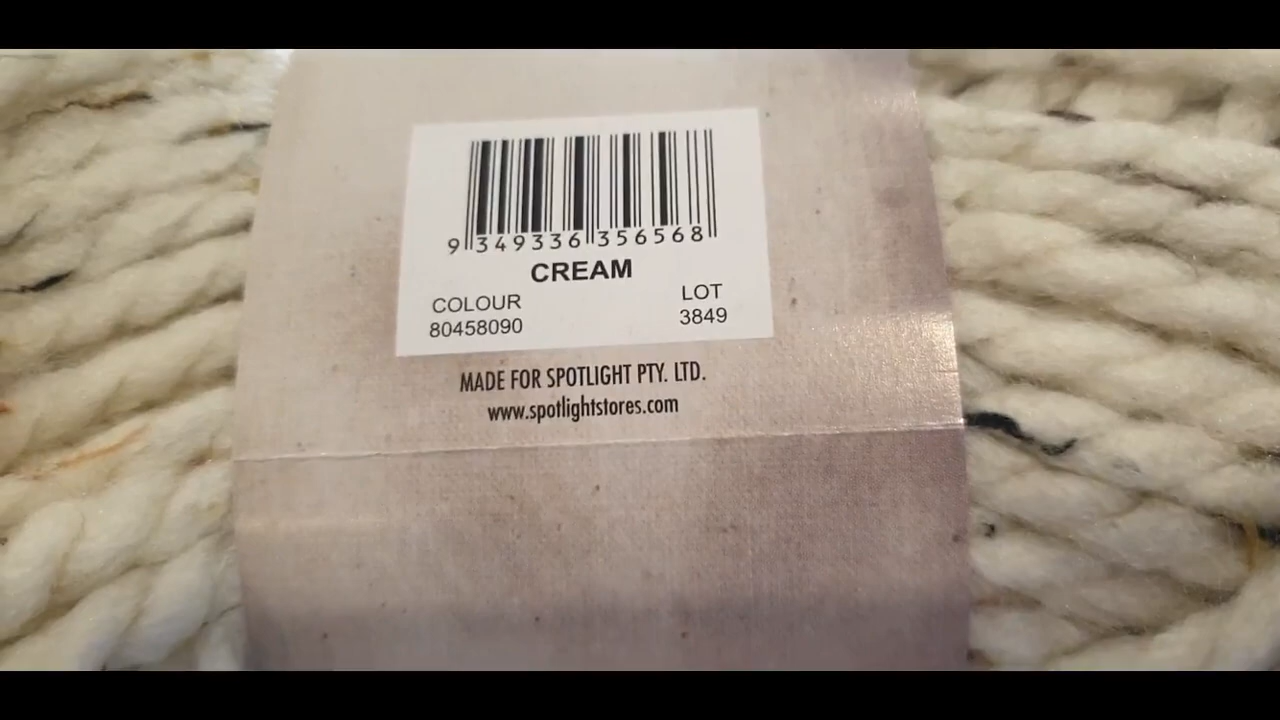 9 349336 356568
CREAM
COLOUR LOT
80458090 3849
MADE FOR SPOTLIGHT PTY. LTD.
www.spotlightstores.com